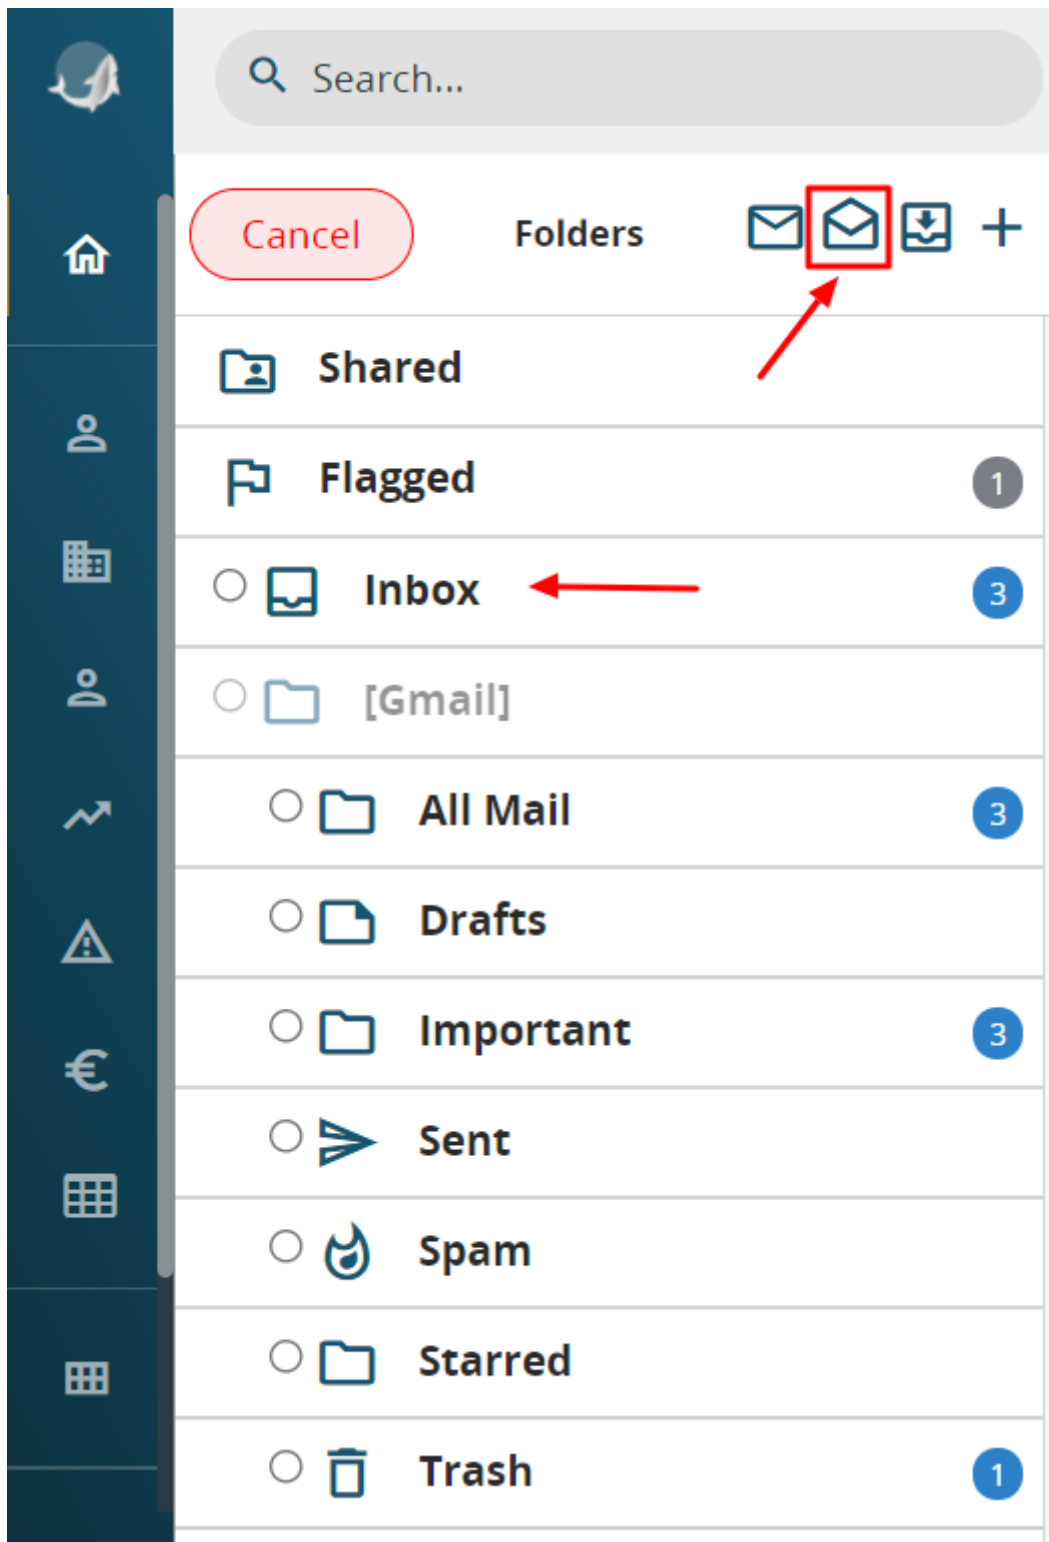 Search...
Cancel
Folders
Shared
Flagged
1
Inbox
3
[Gmail]
All Mail
3
Drafts
Important
3
Sent
Spam
Starred
Trash
1